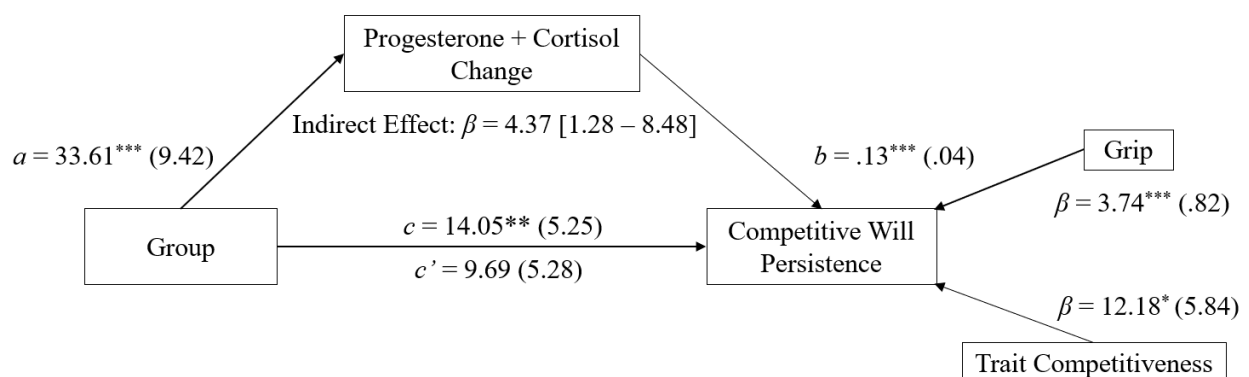 Progesterone + Cortisol
Change
Indirect Effect: β = 4.37 [1.28 – 8.48]
a = 33.61*** (9.42)
b = .13*** (.04)
Grip
β = 3.74*** (.82)
Group
c = 14.05** (5.25)
c’ = 9.69 (5.28)
Competitive Will
Persistence
β = 12.18* (5.84)
Trait Competitiveness